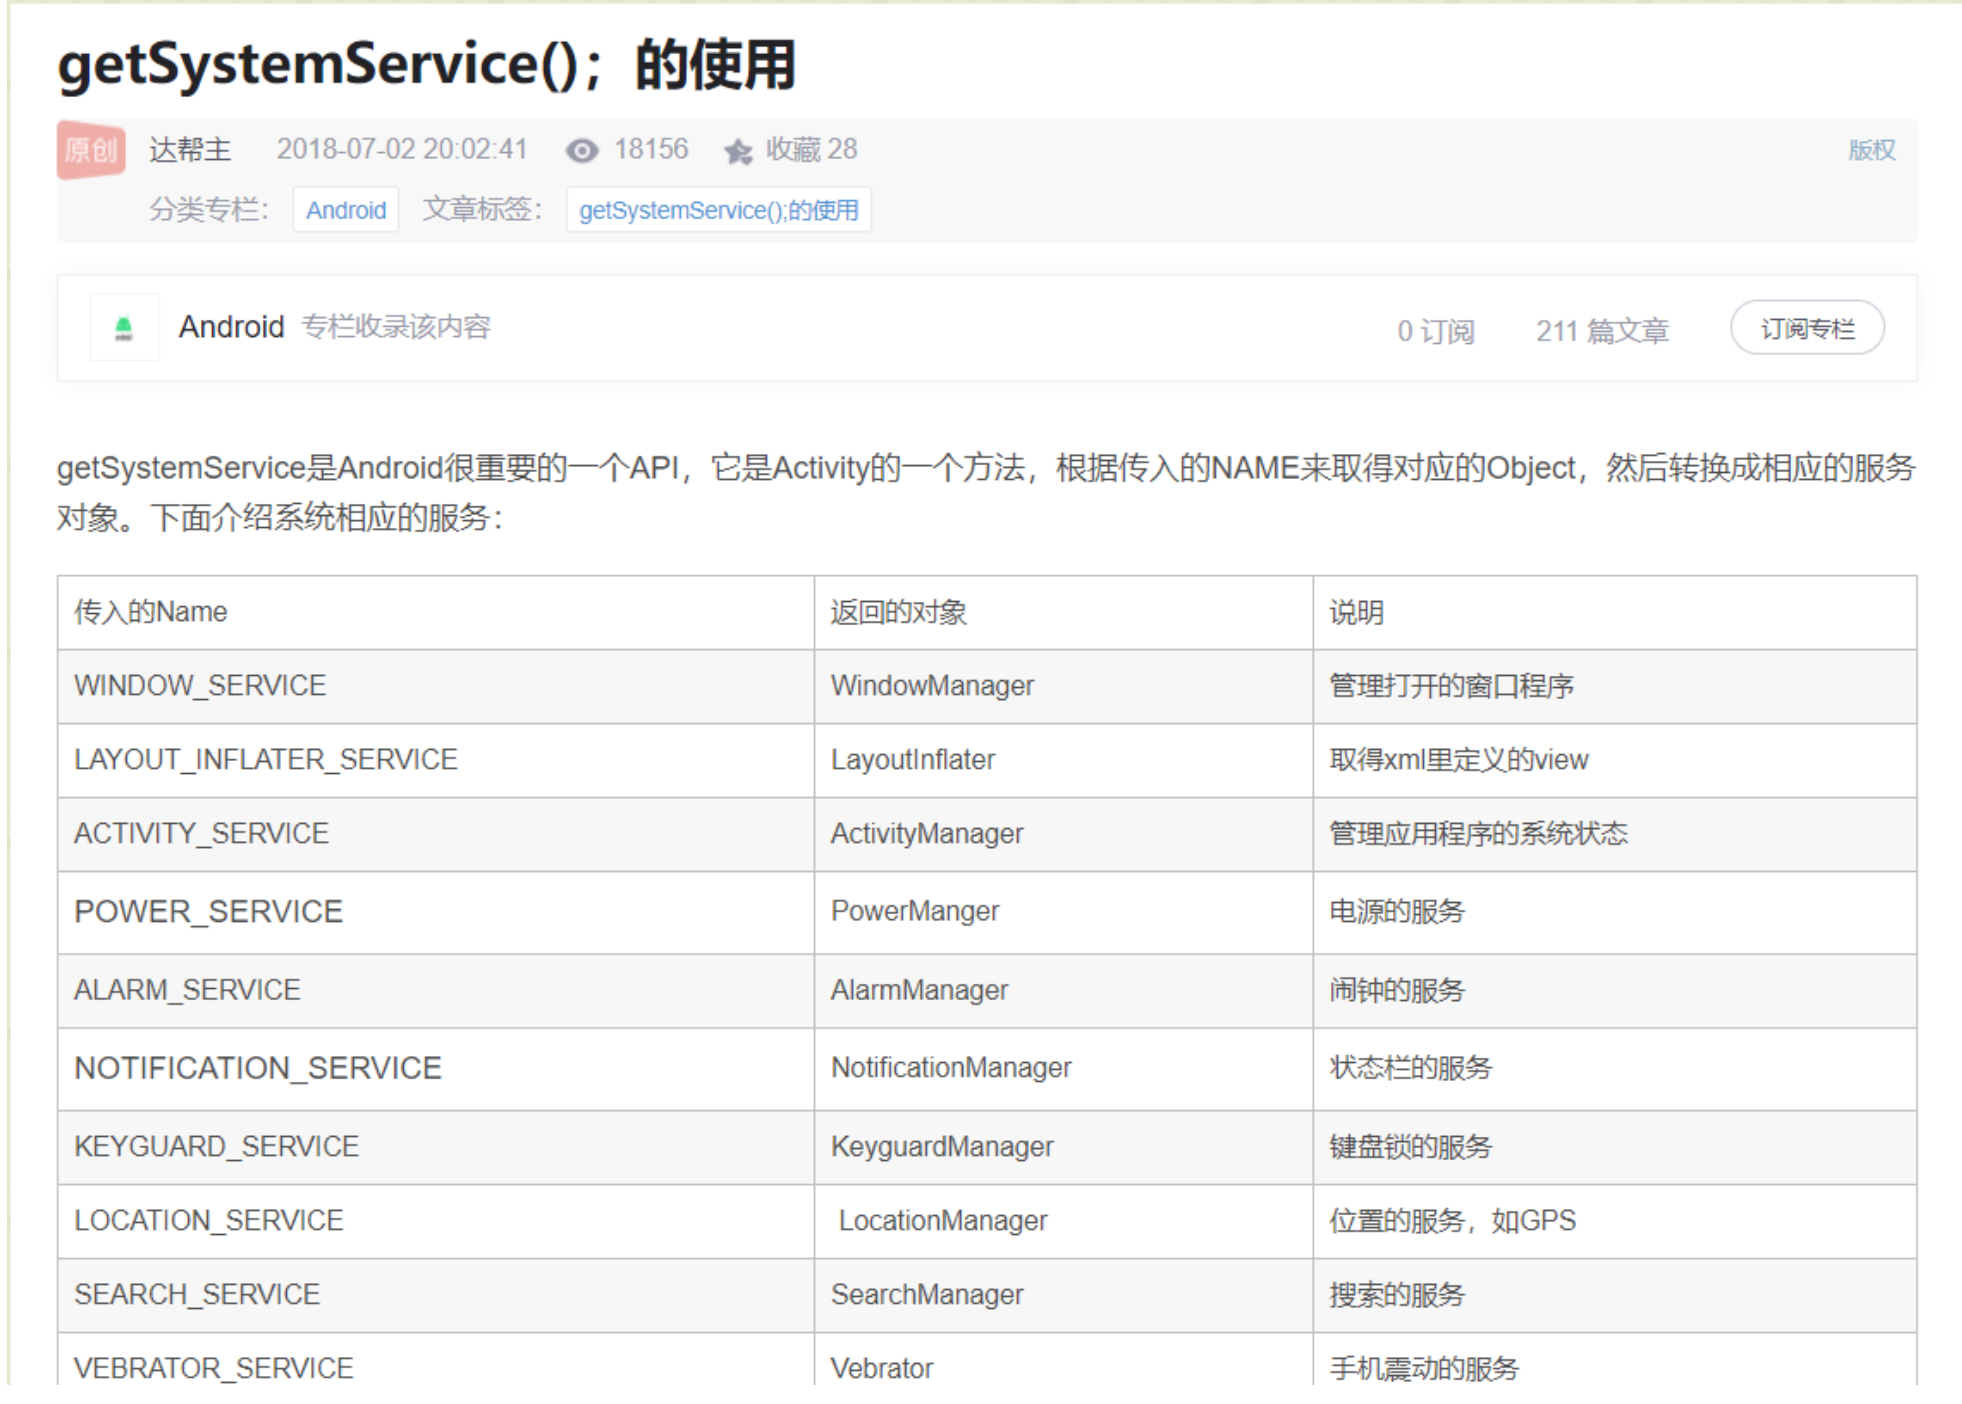 getSystemService(); 的使用
原创 达帮主 2018-07-02 20:02:41 18156 收藏 28 版权
分类专栏: Android 文章标签: getSystemService();的使用
Android 专栏收录该内容 0 订阅 211 篇文章 订阅专栏
getSystemService是Android很重要的一个API，它是Activity的一个方法，根据传入的NAME来取得对应的Object，然后转换成相应的服务
对象。下面介绍系统相应的服务：
传入的Name 返回的对象 说明
WINDOW_SERVICE WindowManager 管理打开的窗口程序
LAYOUT_INFLATER_SERVICE LayoutInflater 取得xml里定义的view
ACTIVITY_SERVICE ActivityManager 管理应用程序的系统状态
POWER_SERVICE PowerManger 电源的服务
ALARM_SERVICE AlarmManager 闹钟的服务
NOTIFICATION_SERVICE NotificationManager 状态栏的服务
KEYGUARD_SERVICE KeyguardManager 键盘锁的服务
LOCATION_SERVICE LocationManager 位置的服务，如GPS
SEARCH_SERVICE SearchManager 搜索的服务
VEBRATOR_SERVICE Vebrator 手机震动的服务